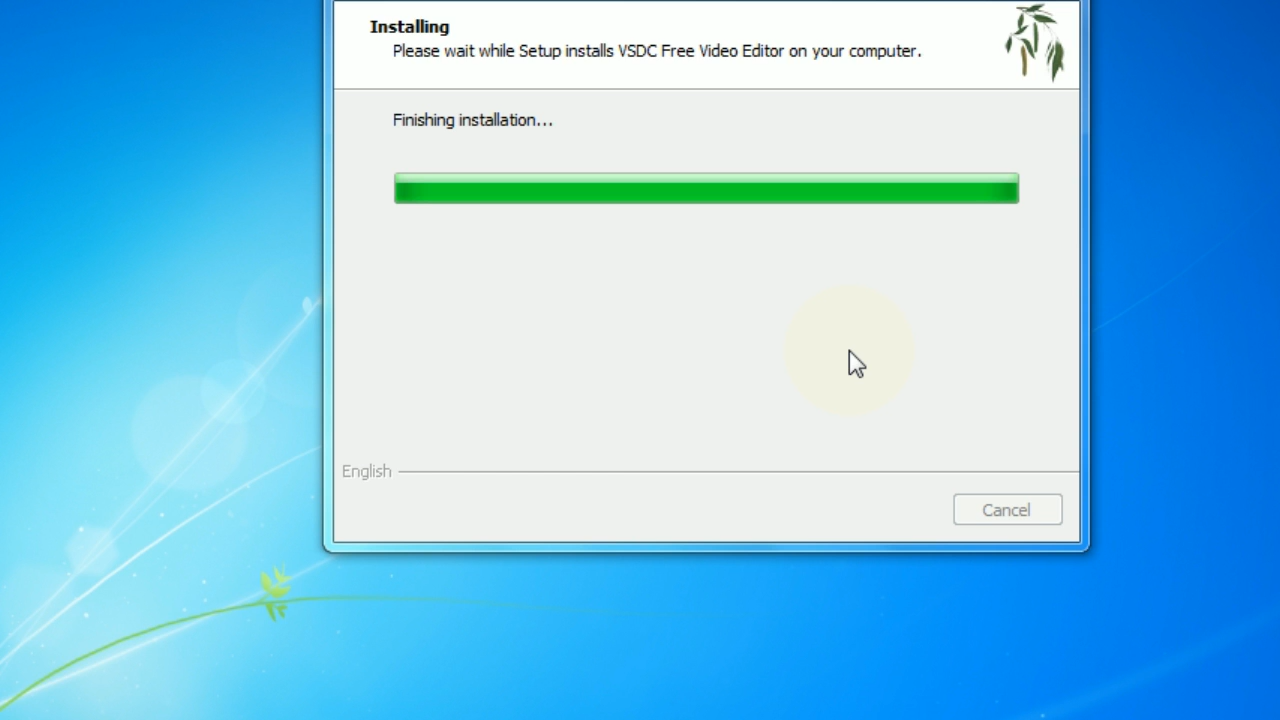 Installing
Please wait while Setup installs VSDC Free Video Editor on your computer.
Finishing installation...
English
Cancel